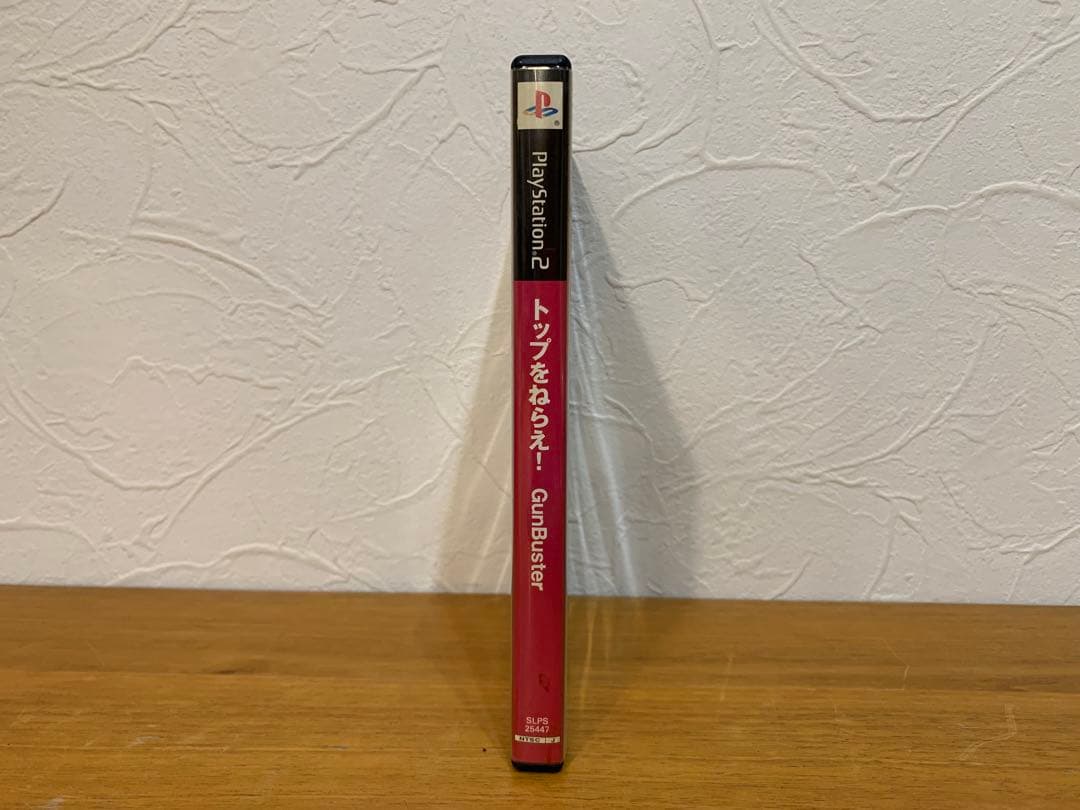 PlayStation®2
トップをねらえ! GunBuster
SLPS
25447
NTSC J